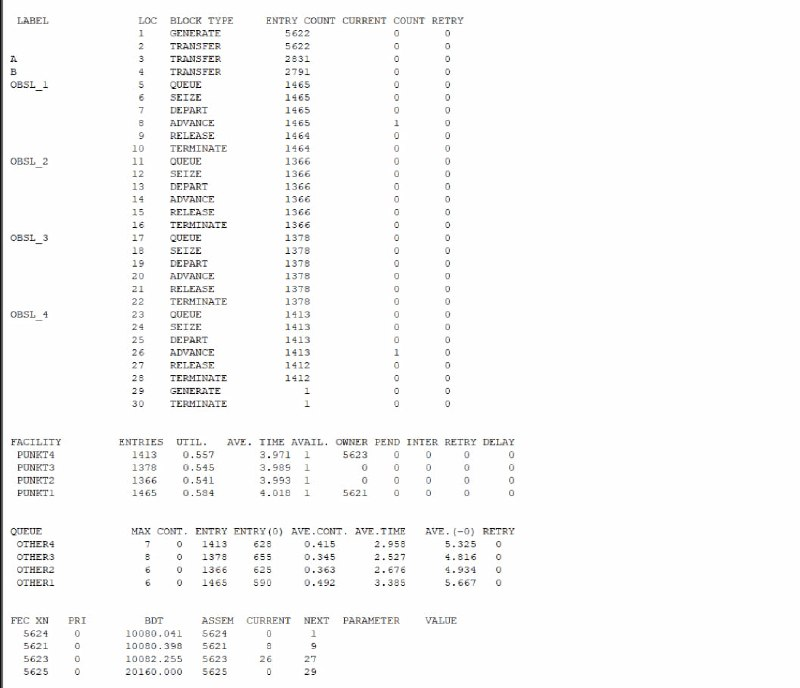 LABEL LOC BLOCK TYPE ENTRY COUNT CURRENT COUNT RETRY
1 GENERATE 5622 0 0
2 TRANSFER 5622 0 0
A 3 TRANSFER 2831 0 0
B 4 TRANSFER 2791 0 0
OBSL_1 5 QUEUE 1465 0 0
6 SEIZE 1465 0 0
7 DEPART 1465 0 0
8 ADVANCE 1465 1 0
9 RELEASE 1464 0 0
10 TERMINATE 1464 0 0
OBSL_2 11 QUEUE 1366 0 0
12 SEIZE 1366 0 0
13 DEPART 1366 0 0
14 ADVANCE 1366 0 0
15 RELEASE 1366 0 0
16 TERMINATE 1366 0 0
OBSL_3 17 QUEUE 1378 0 0
18 SEIZE 1378 0 0
19 DEPART 1378 0 0
20 ADVANCE 1378 0 0
21 RELEASE 1378 0 0
22 TERMINATE 1378 0 0
OBSL_4 23 QUEUE 1413 0 0
24 SEIZE 1413 0 0
25 DEPART 1413 0 0
26 ADVANCE 1413 1 0
27 RELEASE 1412 0 0
28 TERMINATE 1412 0 0
29 GENERATE 1 0 0
30 TERMINATE 1 0 0
FACILITY ENTRIES UTIL. AVE. TIME AVAIL. OWNER PEND INTER RETRY DELAY
PUNKT4 1413 0.557 3.971 1 5623 0 0 0 0
PUNKT3 1378 0.545 3.989 1 0 0 0 0 0
PUNKT2 1366 0.541 3.993 1 0 0 0 0 0
PUNKT1 1465 0.584 4.018 1 5621 0 0 0 0
QUEUE MAX CONT. ENTRY ENTRY(0) AVE.CONT. AVE.TIME AVE.(-0) RETRY
OTHER4 7 0 1413 628 0.415 2.958 5.325 0
OTHER3 8 0 1378 655 0.345 2.527 4.816 0
OTHER2 6 0 1366 625 0.363 2.676 4.934 0
OTHER1 6 0 1465 590 0.492 3.385 5.667 0
FEC XN PRI BDT ASSEM CURRENT NEXT PARAMETER VALUE
5624 0 10080.041 5624 0 1
5621 0 10080.398 5621 8 9
5623 0 10082.255 5623 26 27
5625 0 20160.000 5625 0 29